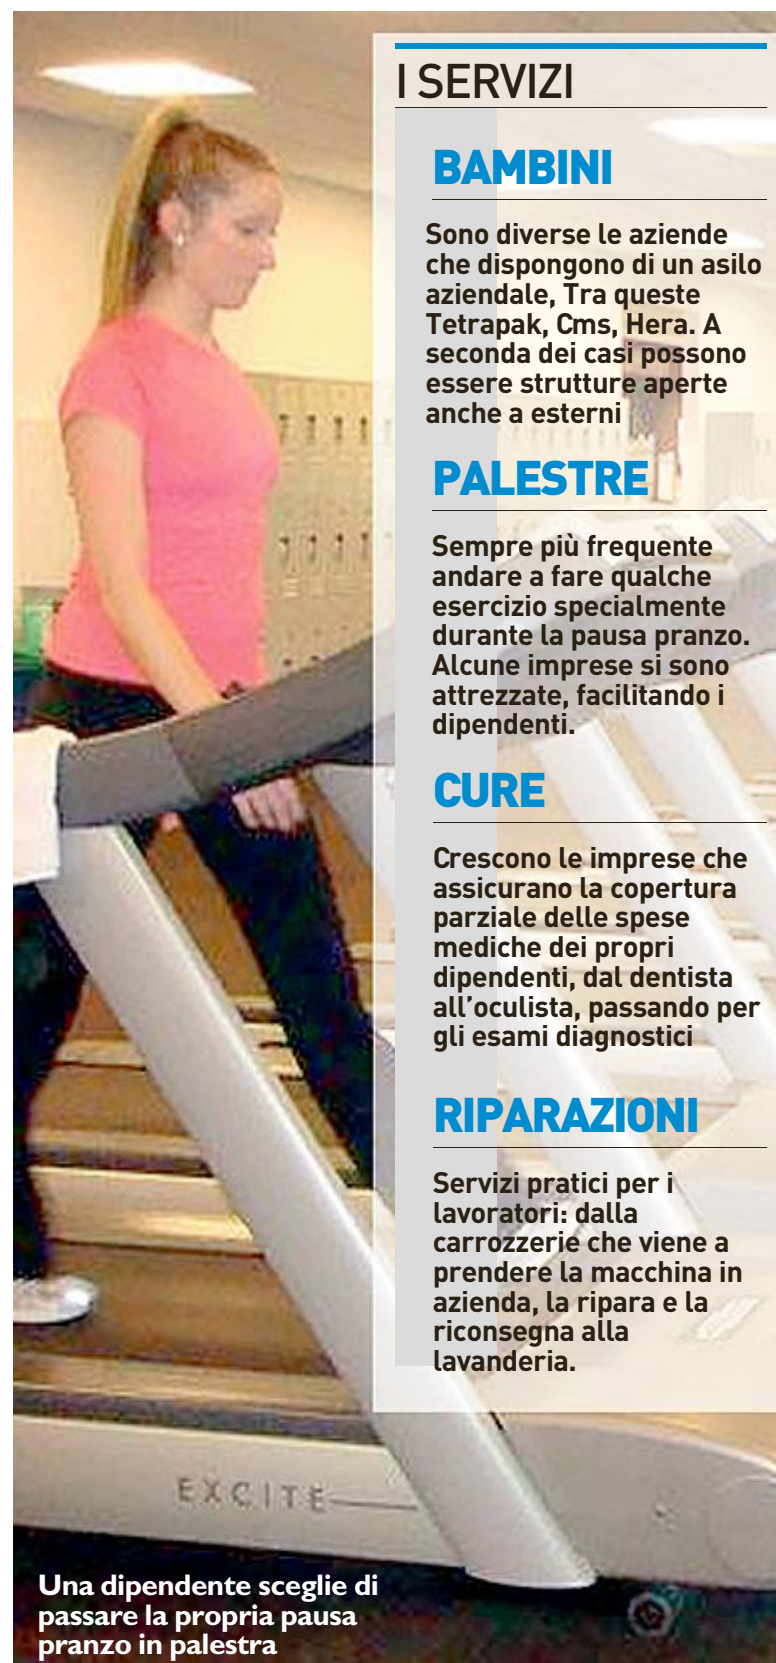 I SERVIZI
BAMBINI
Sono diverse le aziende
che dispongono di un asilo
aziendale, Tra queste
Tetrapak, Cms, Hera. A
seconda dei casi possono
essere strutture aperte
anche a esterni
PALESTRE
Sempre più frequente
andare a fare qualche
esercizio specialmente
durante la pausa pranzo.
Alcune imprese si sono
attrezzate, facilitando i
dipendenti.
CURE
Crescono le imprese che
assicurano la copertura
parziale delle spese
mediche dei propri
dipendenti, dal dentista
all’oculista, passando per
gli esami diagnostici
RIPARAZIONI
Servizi pratici per i
lavoratori: dalla
carrozzerie che viene a
prendere la macchina in
azienda, la ripara e la
riconsegna alla
lavanderia.
EXCITE
Una dipendente sceglie di
passare la propria pausa
pranzo in palestra